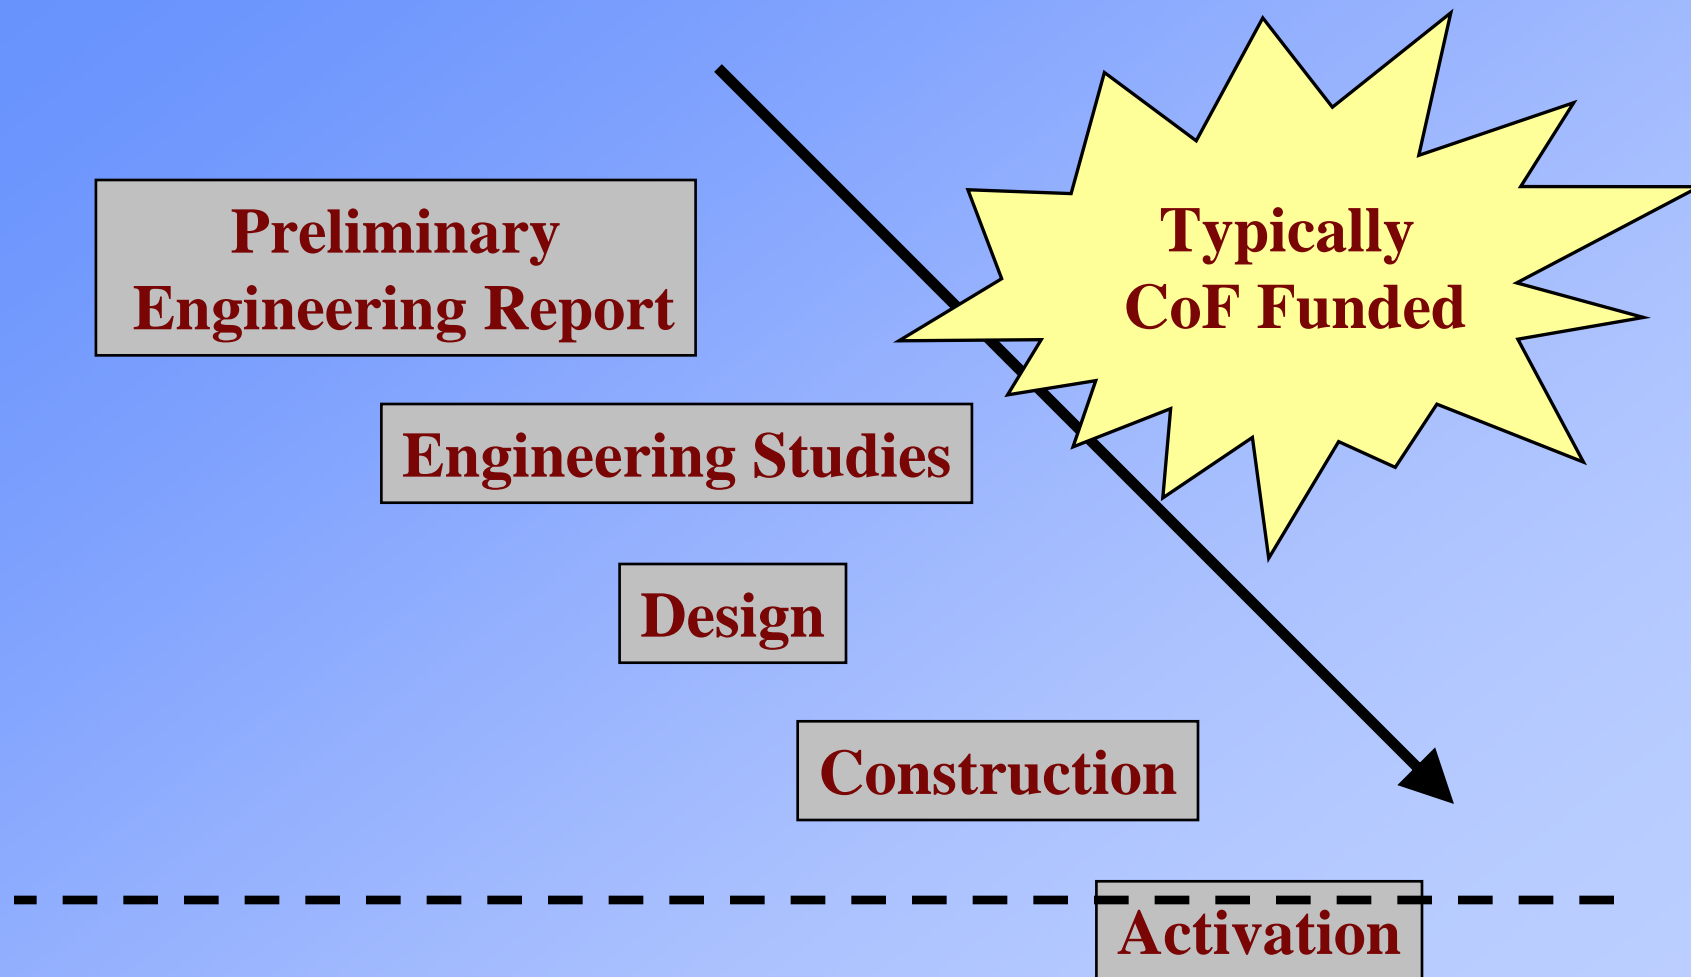 Preliminary
Engineering Report
Typically
CoF Funded
Engineering Studies
Design
Construction
Activation